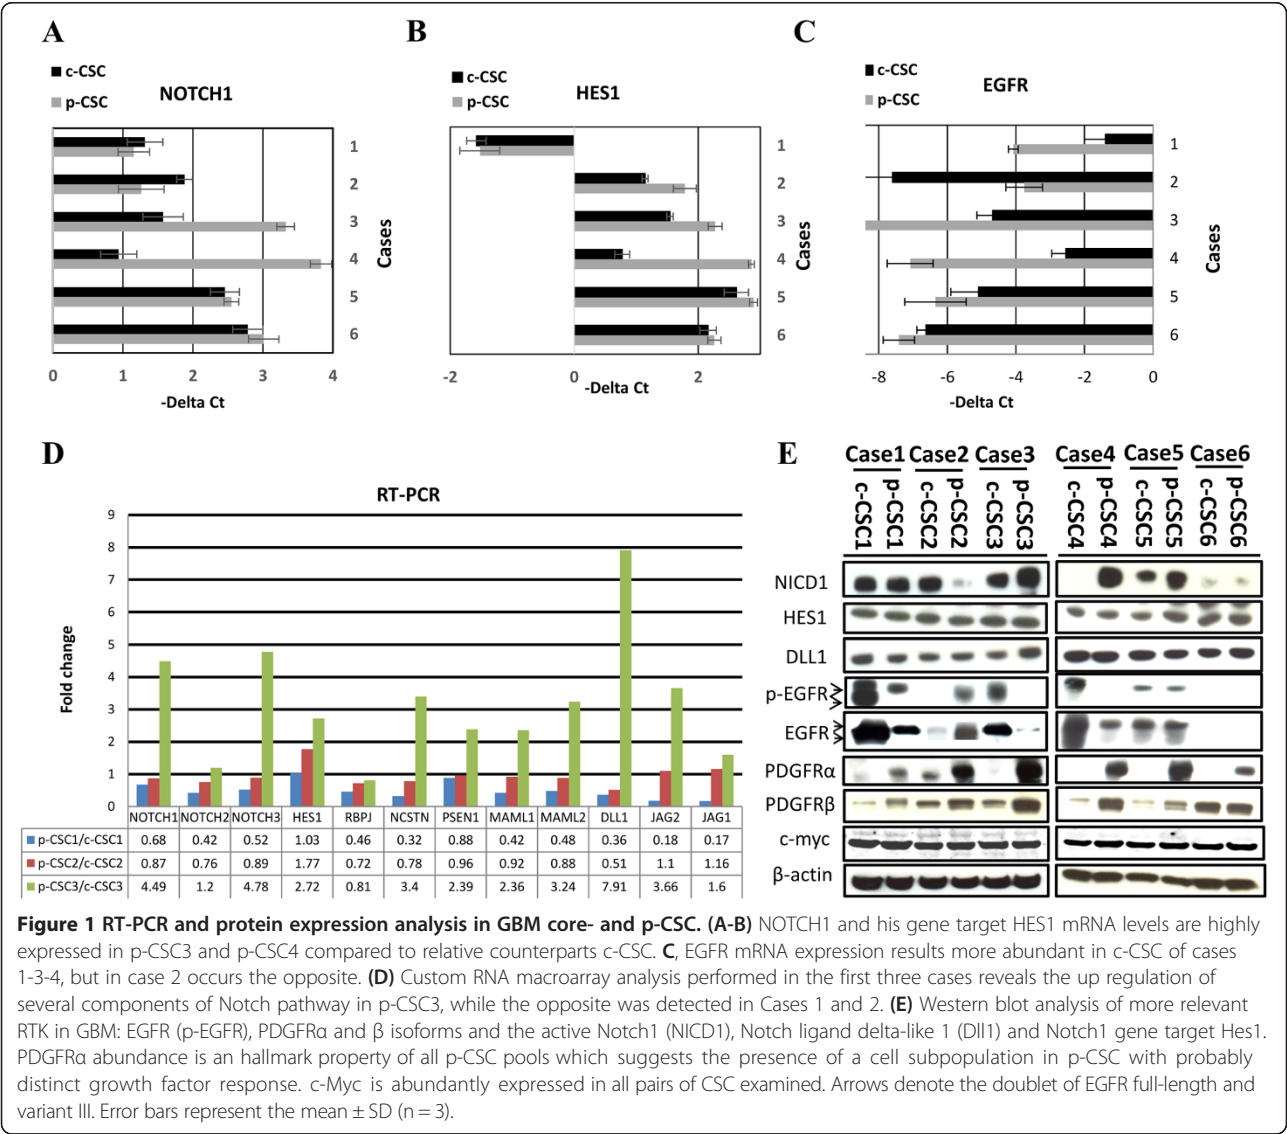 A
c-CSC
p-CSC
NOTCH1
1
2
3
4
5
6
Cases
0 1 2 3 4
-Delta Ct
B
c-CSC
p-CSC
HES1
1
2
3
4
5
6
Cases
-2 0 2
-Delta Ct
C
c-CSC
p-CSC
EGFR
1
2
3
4
5
6
Cases
-8 -6 -4 -2 0
-Delta Ct
D
RT-PCR
Fold change
9
8
7
6
5
4
3
2
1
0
NOTCH1 NOTCH2 NOTCH3 HES1 RBPJ NCSTN PSEN1 MAML1 MAML2 DLL1 JAG2 JAG1
p-CSC1/c-CSC1 0.68 0.42 0.52 1.03 0.46 0.32 0.88 0.42 0.48 0.36 0.18 0.17
p-CSC2/c-CSC2 0.87 0.76 0.89 1.77 0.72 0.78 0.96 0.92 0.88 0.51 1.1 1.16
p-CSC3/c-CSC3 4.49 1.2 4.78 2.72 0.81 3.4 2.39 2.36 3.24 7.91 3.66 1.6
E
Case1 Case2 Case3 Case4 Case5 Case6
c-CSC1 p-CSC1 c-CSC2 p-CSC2 c-CSC3 p-CSC3 c-CSC4 p-CSC4 c-CSC5 p-CSC5 c-CSC6 p-CSC6
NICD1
HES1
DLL1
p-EGFR
EGFR
PDGFRα
PDGFRβ
c-myc
β-actin
Figure 1 RT-PCR and protein expression analysis in GBM core- and p-CSC. (A-B) NOTCH1 and his gene target HES1 mRNA levels are highly
expressed in p-CSC3 and p-CSC4 compared to relative counterparts c-CSC. C, EGFR mRNA expression results more abundant in c-CSC of cases
1-3-4, but in case 2 occurs the opposite. (D) Custom RNA macroarray analysis performed in the first three cases reveals the up regulation of
several components of Notch pathway in p-CSC3, while the opposite was detected in Cases 1 and 2. (E) Western blot analysis of more relevant
RTK in GBM: EGFR (p-EGFR), PDGFRα and β isoforms and the active Notch1 (NICD1), Notch ligand delta-like 1 (Dll1) and Notch1 gene target Hes1.
PDGFRα abundance is an hallmark property of all p-CSC pools which suggests the presence of a cell subpopulation in p-CSC with probably
distinct growth factor response. c-Myc is abundantly expressed in all pairs of CSC examined. Arrows denote the doublet of EGFR full-length and
variant III. Error bars represent the mean ± SD (n = 3).